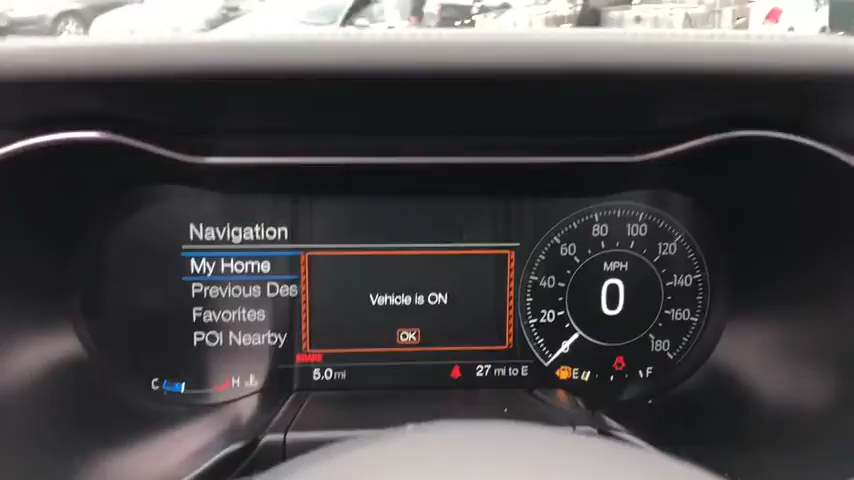 Navigation
My Home
Previous Des
Favorites
POI Nearby
Vehicle is ON
OK
BRAKE
5.0 mi
27 mi to E
C
H
MPH
0
0
20
40
60
80
100
120
140
160
180
E
F